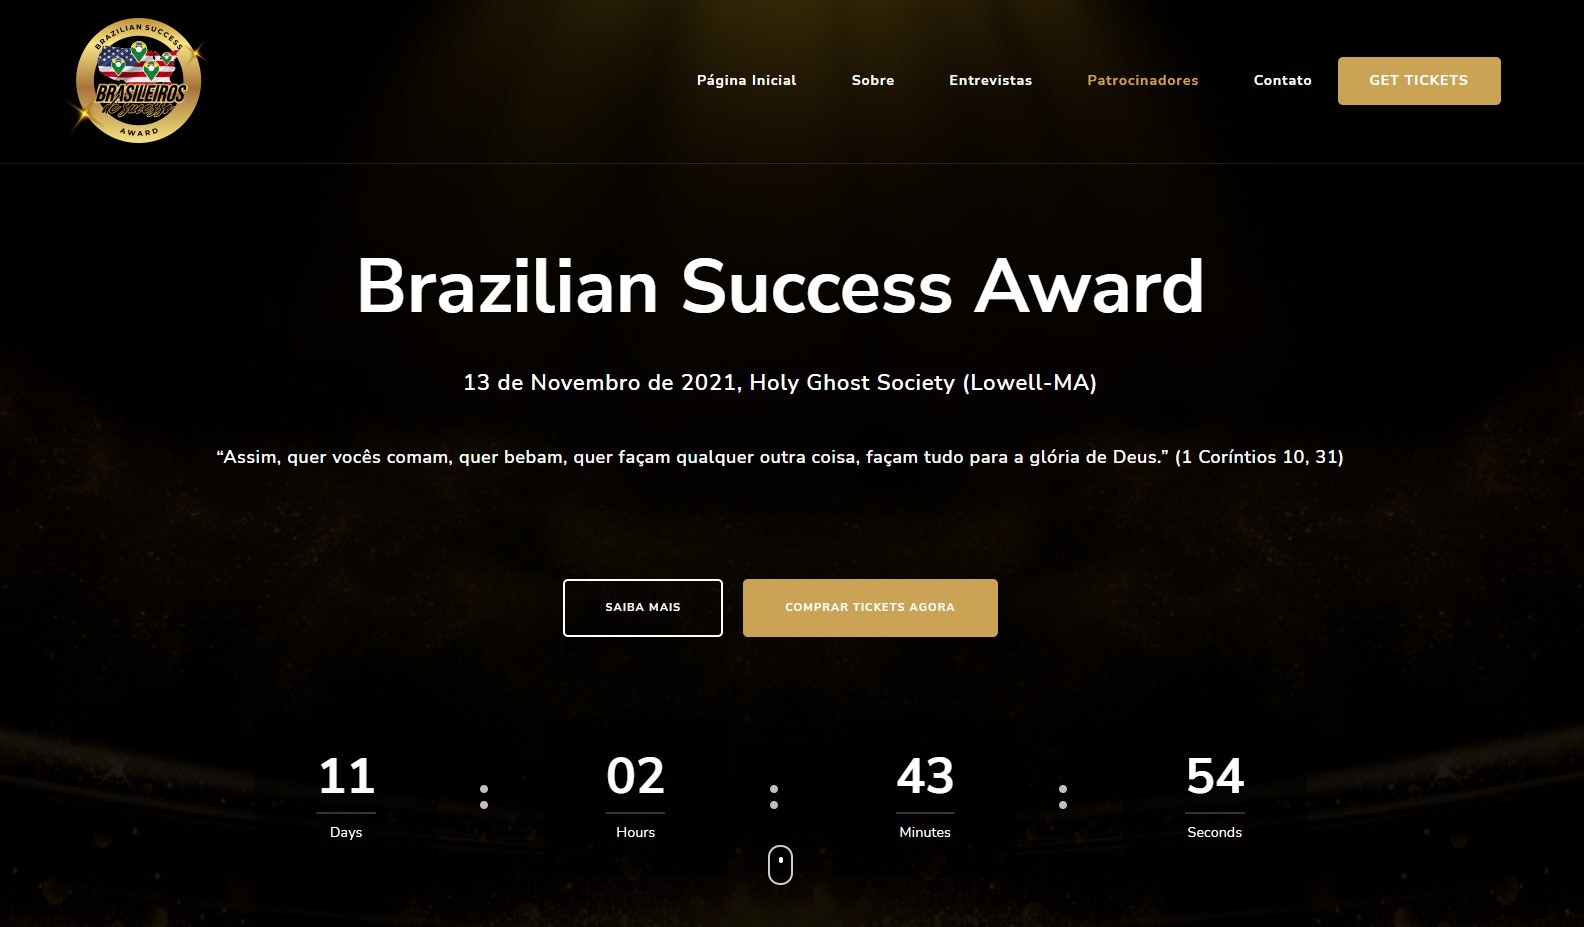 BRAZILIAN SUCCESS
BRASILEIROS
de sucesso
AWARD
Página Inicial
Sobre
Entrevistas
Patrocinadores
Contato
GET TICKETS
Brazilian Success Award
13 de Novembro de 2021, Holy Ghost Society (Lowell-MA)
“Assim, quer vocês comam, quer bebam, quer façam qualquer outra coisa, façam tudo para a glória de Deus.” (1 Coríntios 10, 31)
SAIBA MAIS
COMPRAR TICKETS AGORA
11 : 02 : 43 : 54
Days Hours Minutes Seconds